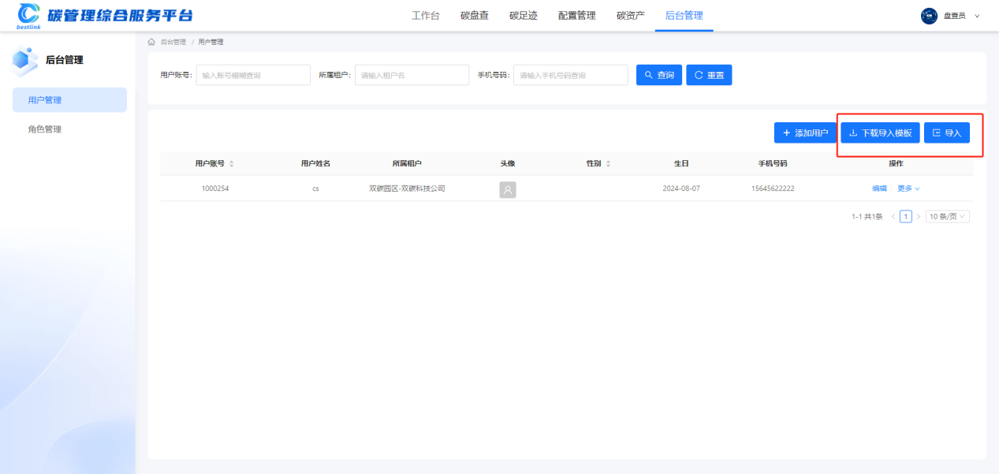 碳管理综合服务平台
bestlink
工作台 碳盘查 碳足迹 配置管理 碳资产 后台管理
盘查员
后台管理 / 用户管理
后台管理
用户管理
角色管理
用户账号: 输入账号模糊查询 所属租户: 请输入租户名 手机号码: 请输入手机号码查询 查询 重置
添加用户 下载导入模板 导入
用户账号 用户姓名 所属租户 头像 性别 生日 手机号码 操作
1000254 cs 双碳园区-双碳科技公司 2024-08-07 15645622222 编辑 更多
1-1 共1条 < 1 > 10 条/页